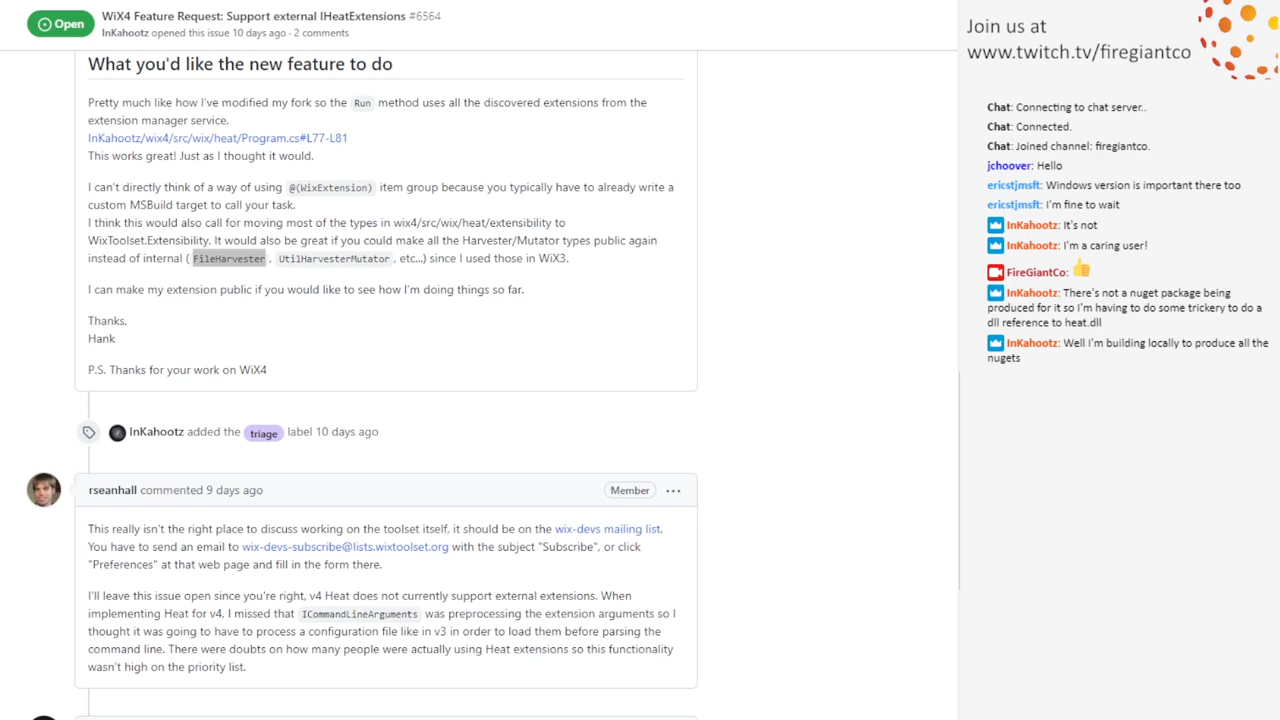 WiX4 Feature Request: Support external IHeatExtensions #6564
Open
InKahootz opened this issue 10 days ago · 2 comments
What you'd like the new feature to do
Pretty much like how I've modified my fork so the Run method uses all the discovered extensions from the
extension manager service.
InKahootz/wix4/src/wix/heat/Program.cs#L77-L81
This works great! Just as I thought it would.
I can't directly think of a way of using @(WixExtension) item group because you typically have to already write a
custom MSBuild target to call your task.
I think this would also call for moving most of the types in wix4/src/wix/heat/extensibility to
WixToolset.Extensibility. It would also be great if you could make all the Harvester/Mutator types public again
instead of internal ( FileHarvester , UtilHarvesterMutator , etc...) since I used those in WiX3.
I can make my extension public if you would like to see how I'm doing things so far.
Thanks,
Hank
P.S. Thanks for your work on WiX4
InKahootz added the triage label 10 days ago
rseanhall commented 9 days ago
Member
This really isn't the right place to discuss working on the toolset itself, it should be on the wix-devs mailing list.
You have to send an email to wix-devs-subscribe@lists.wixtoolset.org with the subject "Subscribe", or click
"Preferences" at that web page and fill in the form there.
I'll leave this issue open since you're right, v4 Heat does not currently support external extensions. When
implementing Heat for v4, I missed that ICommandLineArguments was preprocessing the extension arguments so I
thought it was going to have to process a configuration file like in v3 in order to load them before parsing the
command line. There were doubts on how many people were actually using Heat extensions so this functionality
wasn't high on the priority list.
Join us at
www.twitch.tv/firegiantco
Chat: Connecting to chat server..
Chat: Connected.
Chat: Joined channel: firegiantco.
jchoover: Hello
ericstjmsft: Windows version is important there too
ericstjmsft: I'm fine to wait
InKahootz: It's not
InKahootz: I'm a caring user!
FireGiantCo:
InKahootz: There's not a nuget package being
produced for it so I'm having to do some trickery to do a
dll reference to heat.dll
InKahootz: Well I'm building locally to produce all the
nugets